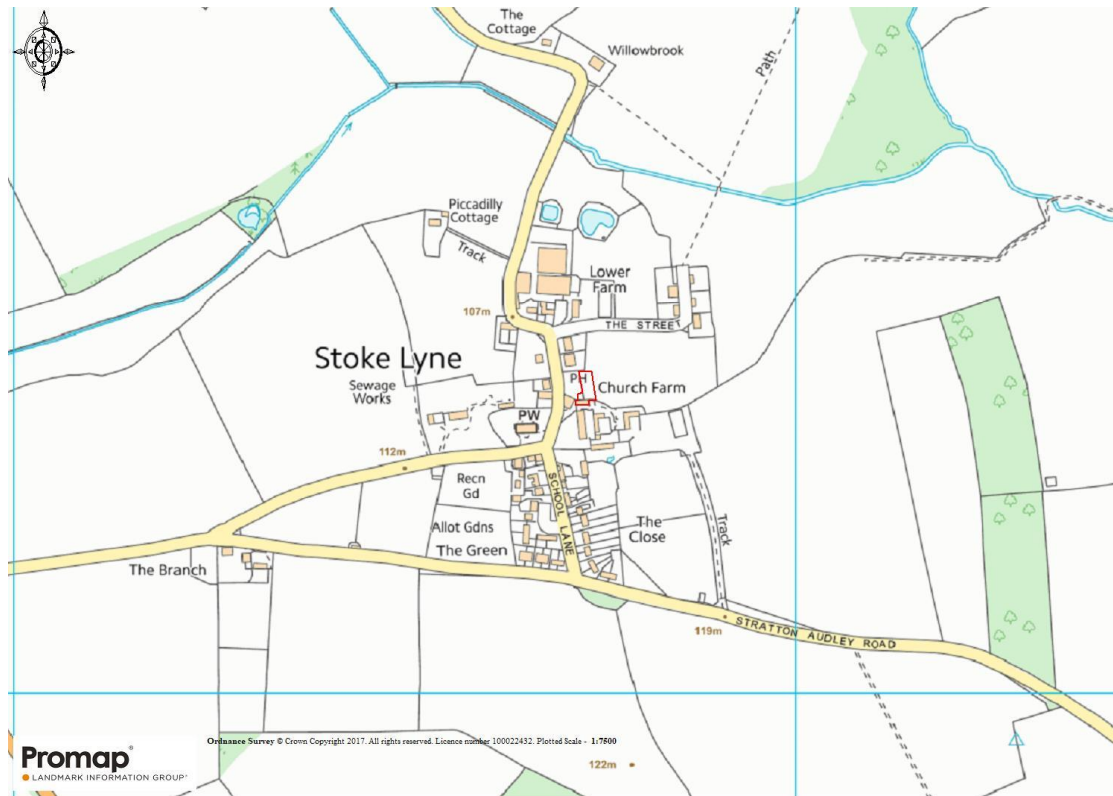 The
Cottage
Willowbrook
Path
Piccadilly
Cottage
Track
Lower
Farm
107m
THE STREET
Stoke Lyne
Sewage
Works
PH
Church Farm
PW
112m
SCHOOL LANE
Recn
Gd
Allot Gdns
The Close
The Green
Track
The Branch
119m
STRATTON AUDLEY ROAD
Ordnance Survey © Crown Copyright 2017. All rights reserved. Licence number 100022432. Plotted Scale - 1:7500
Promap®
LANDMARK INFORMATION GROUP®
122m